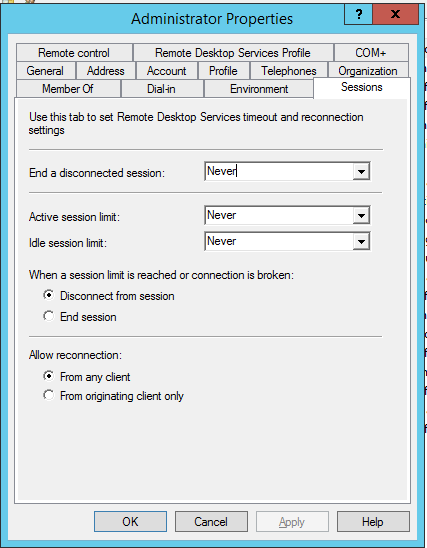 Administrator Properties
?
x
Remote control
Remote Desktop Services Profile
COM+
General
Address
Account
Profile
Telephones
Organization
Member Of
Dial-in
Environment
Sessions
Use this tab to set Remote Desktop Services timeout and reconnection
settings
End a disconnected session:
Never
Active session limit:
Never
Idle session limit:
Never
When a session limit is reached or connection is broken:
Disconnect from session
End session
Allow reconnection:
From any client
From originating client only
OK
Cancel
Apply
Help